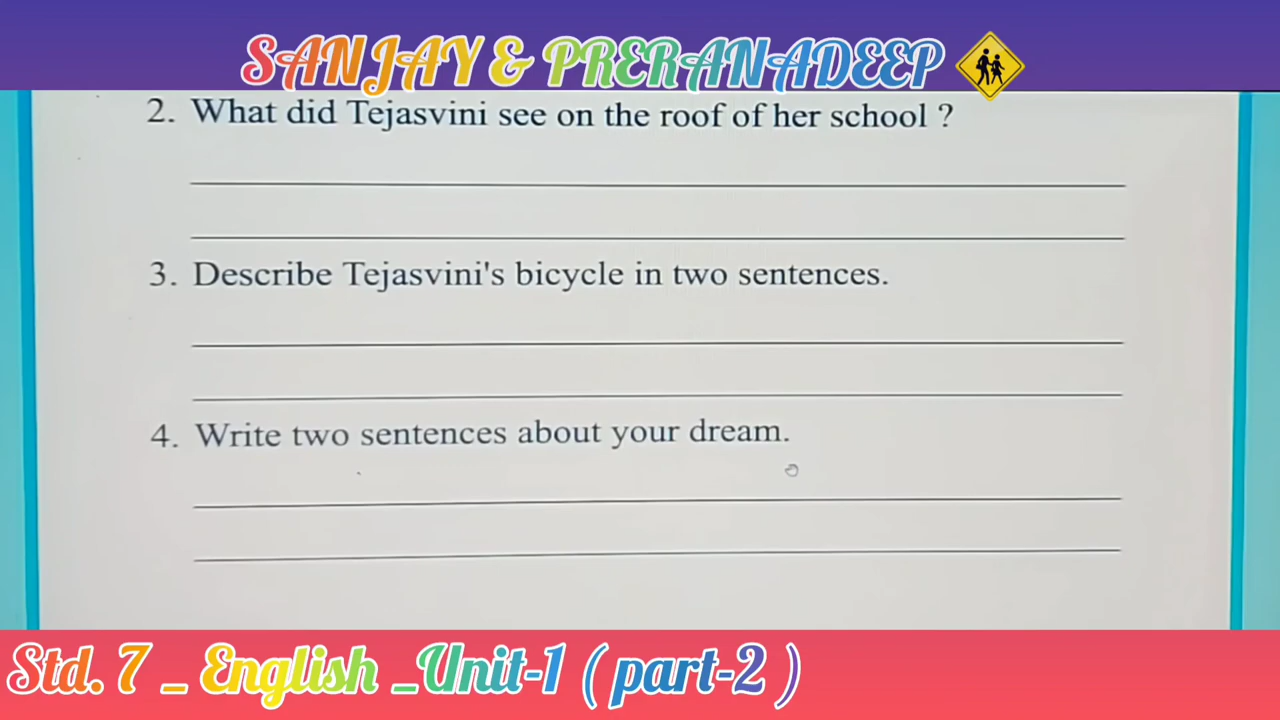 SANJAY & PRERANADEEP
2. What did Tejasvini see on the roof of her school ?
3. Describe Tejasvini's bicycle in two sentences.
4. Write two sentences about your dream.
Std. 7 _ English _Unit-1 ( part-2 )